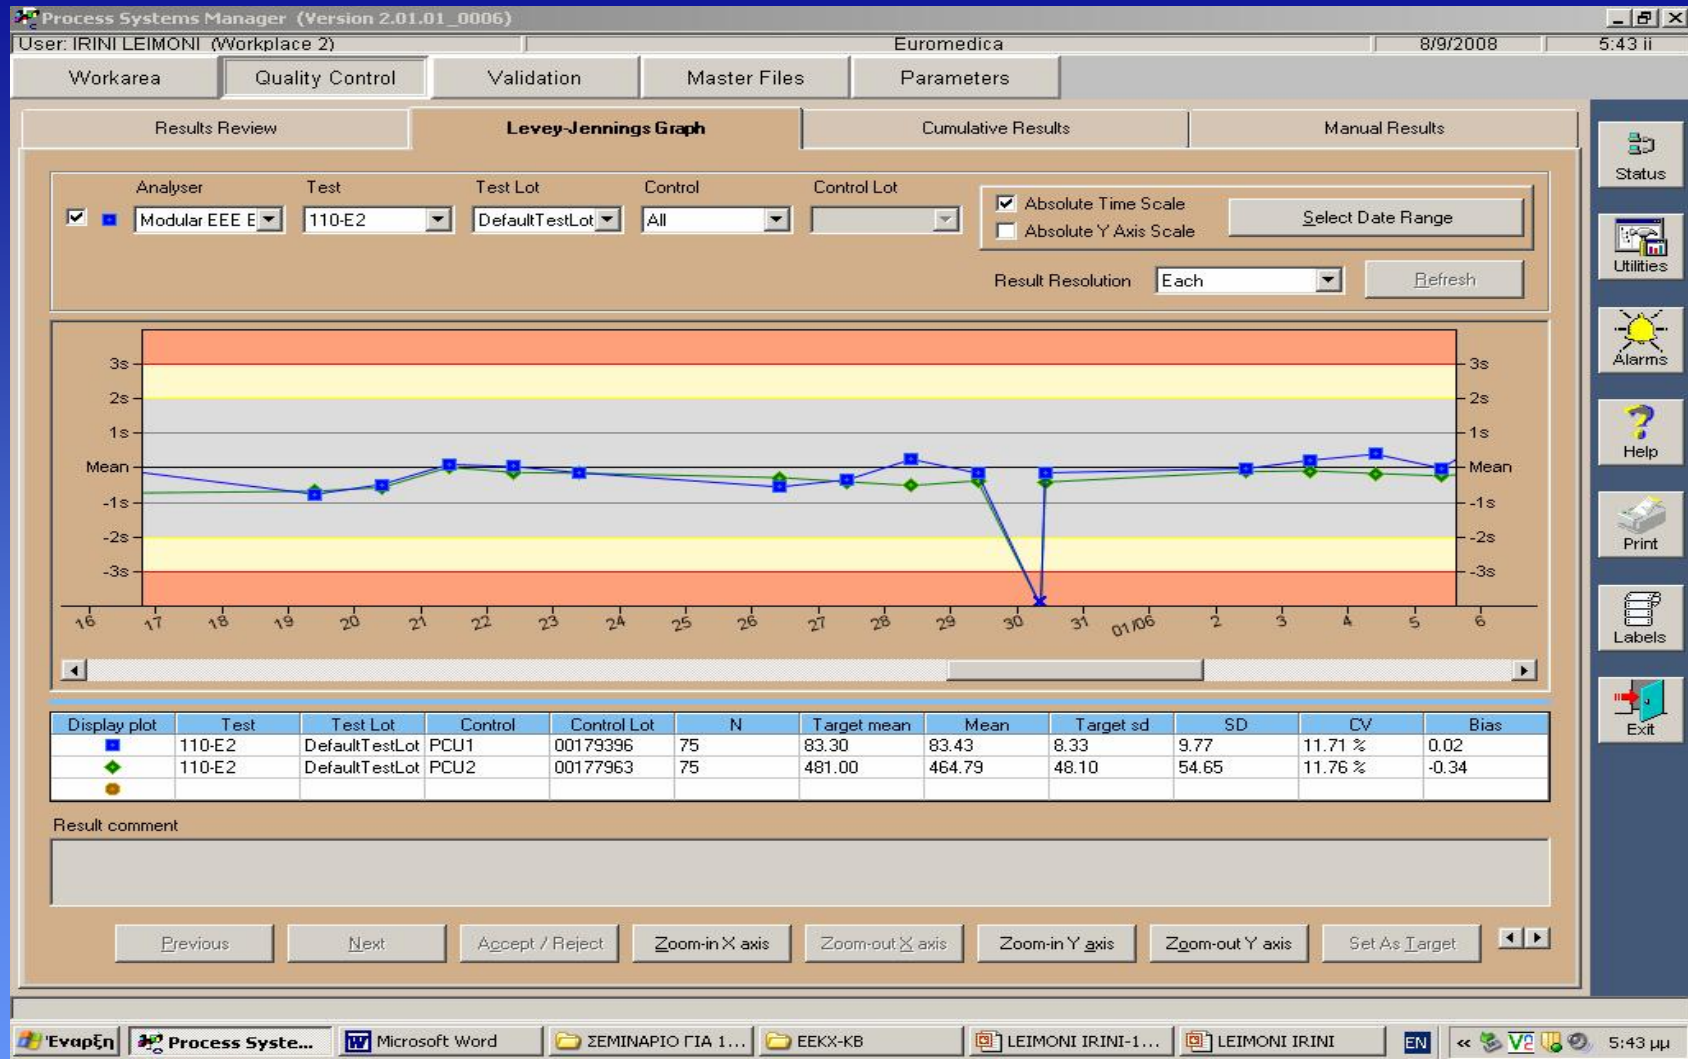 Process Systems Manager (Version 2.01.01_0006)
User: IRINI LEIMONI (Workplace 2) Euromedica 8/9/2008 5:43 ii
Workarea Quality Control Validation Master Files Parameters
Results Review Levey-Jennings Graph Cumulative Results Manual Results
Analyser Test Test Lot Control Control Lot
Modular EEE E 110-E2 DefaultTestLot All
Absolute Time Scale
Absolute Y Axis Scale
Select Date Range
Result Resolution Each Refresh
3s 3s
2s 2s
1s 1s
Mean Mean
-1s -1s
-2s -2s
-3s -3s
16 17 18 19 20 21 22 23 24 25 26 27 28 29 30 31 01/06 2 3 4 5 6
Display plot Test Test Lot Control Control Lot N Target mean Mean Target sd SD CV Bias
110-E2 DefaultTestLot PCU1 00179396 75 83.30 83.43 8.33 9.77 11.71 % 0.02
110-E2 DefaultTestLot PCU2 00177963 75 481.00 464.79 48.10 54.65 11.76 % -0.34
Result comment
Previous Next Accept / Reject Zoom-in X axis Zoom-out X axis Zoom-in Y axis Zoom-out Y axis Set As Target
Status
Utilities
Alarms
Help
Print
Labels
Exit
Έναρξη Process Syste... Microsoft Word ΣΕΜΙΝΑΡΙΟ ΓΙΑ 1... ΕΕΚΧ-ΚΒ LEIMONI IRINI-1... LEIMONI IRINI EN « 5:43 μμ